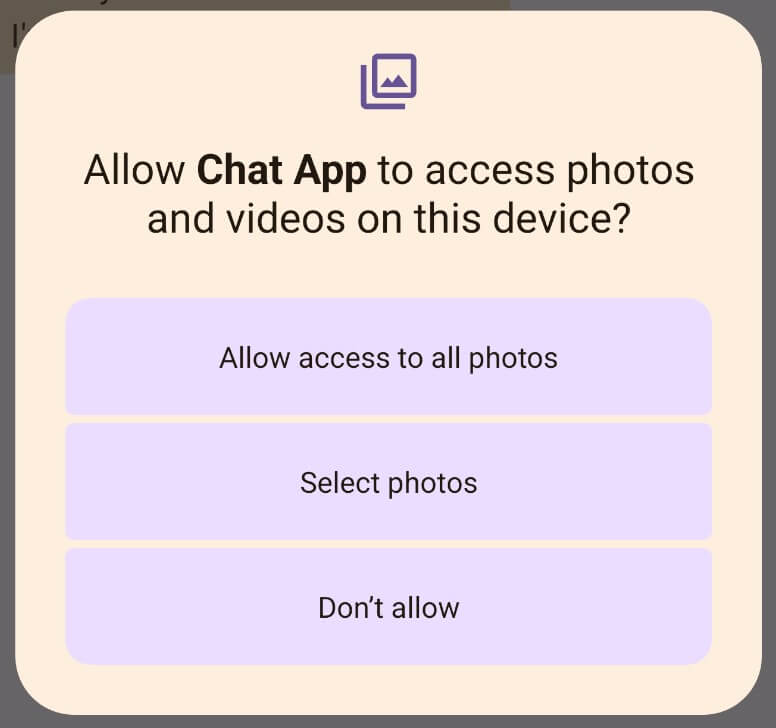 I'
Allow Chat App to access photos
and videos on this device?
Allow access to all photos
Select photos
Don’t allow